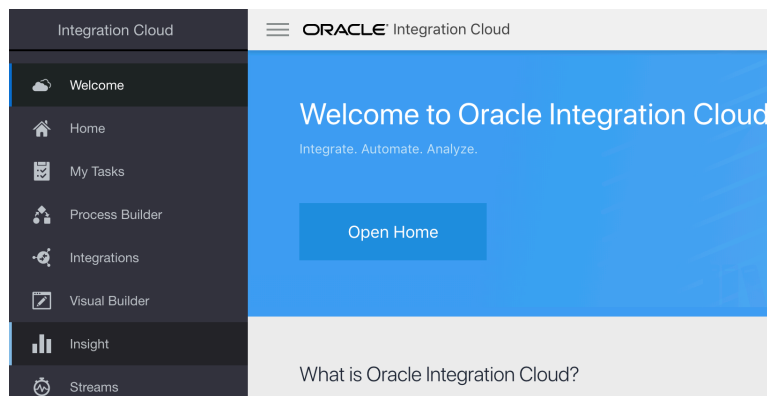 Integration Cloud
Welcome
Home
My Tasks
Process Builder
Integrations
Visual Builder
Insight
Streams
ORACLE Integration Cloud
Welcome to Oracle Integration Cloud
Integrate. Automate. Analyze.
Open Home
What is Oracle Integration Cloud?